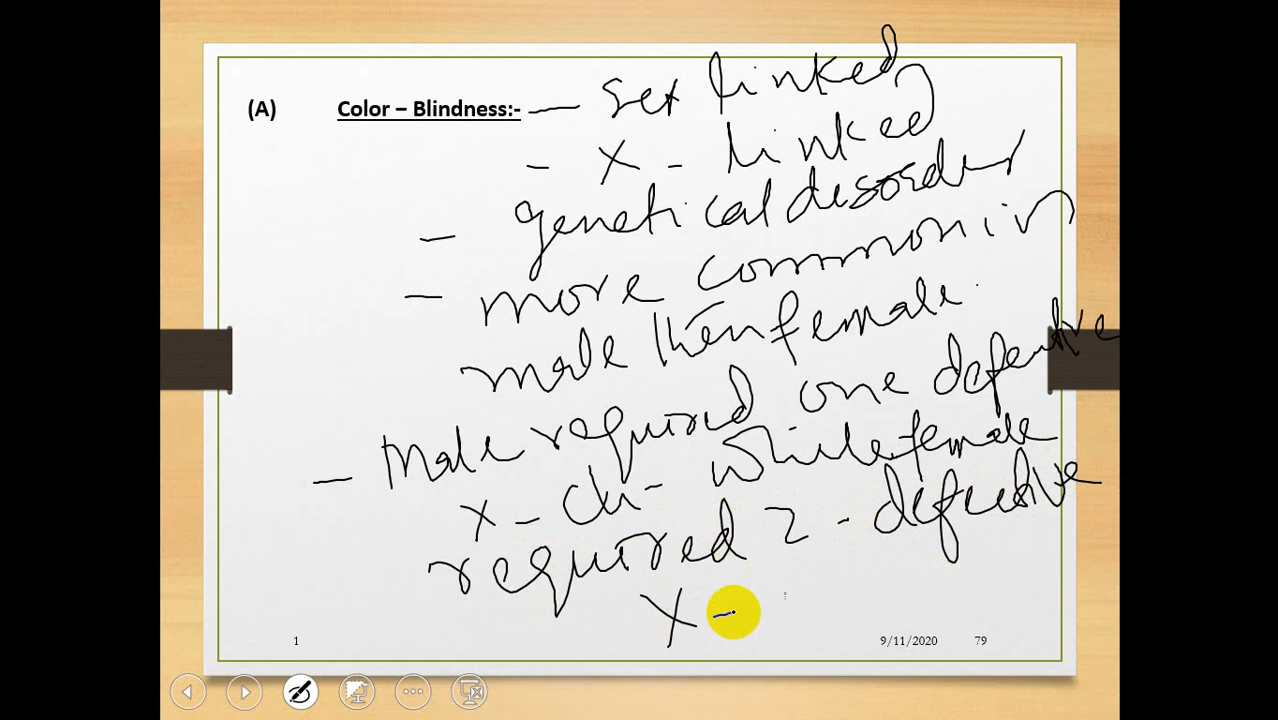 (A) Color – Blindness:- — Sex linked
- X - linked
- genetical disorder
- more common in
male then female
- male required one defective
X - Ch - while female
required 2 - defective
X -
1 9/11/2020 79